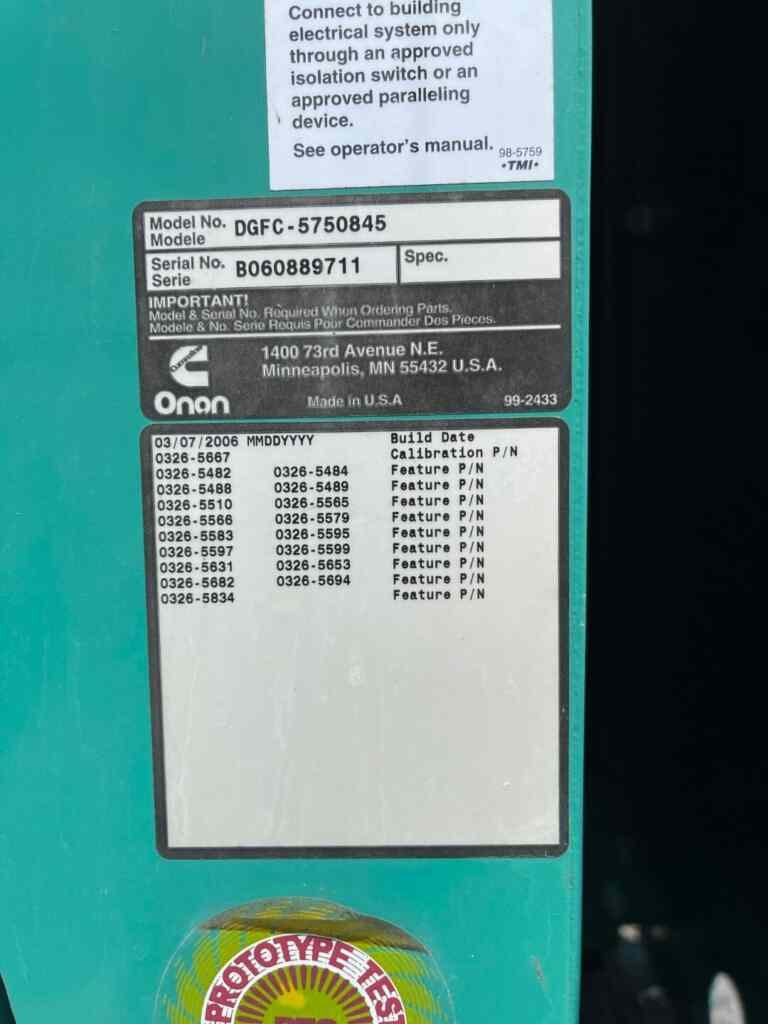 Connect to building
electrical system only
through an approved
isolation switch or an
approved paralleling
device.
See operator's manual.
98-5759
•TMI•
Model No. DGFC-5750845
Modele
Serial No. B060889711 Spec.
Serie
IMPORTANT!
Model & Serial No. Required When Ordering Parts.
Modele & No. Serie Requis Pour Commander Des Pieces.
1400 73rd Avenue N.E.
Minneapolis, MN 55432 U.S.A.
Onan Made in U.S.A 99-2433
03/07/2006 MMDDYYYY Build Date
0326-5667 Calibration P/N
0326-5482 0326-5484 Feature P/N
0326-5488 0326-5489 Feature P/N
0326-5510 0326-5565 Feature P/N
0326-5566 0326-5579 Feature P/N
0326-5583 0326-5595 Feature P/N
0326-5597 0326-5599 Feature P/N
0326-5631 0326-5653 Feature P/N
0326-5682 0326-5694 Feature P/N
0326-5834 Feature P/N
PROTOTYPE TES